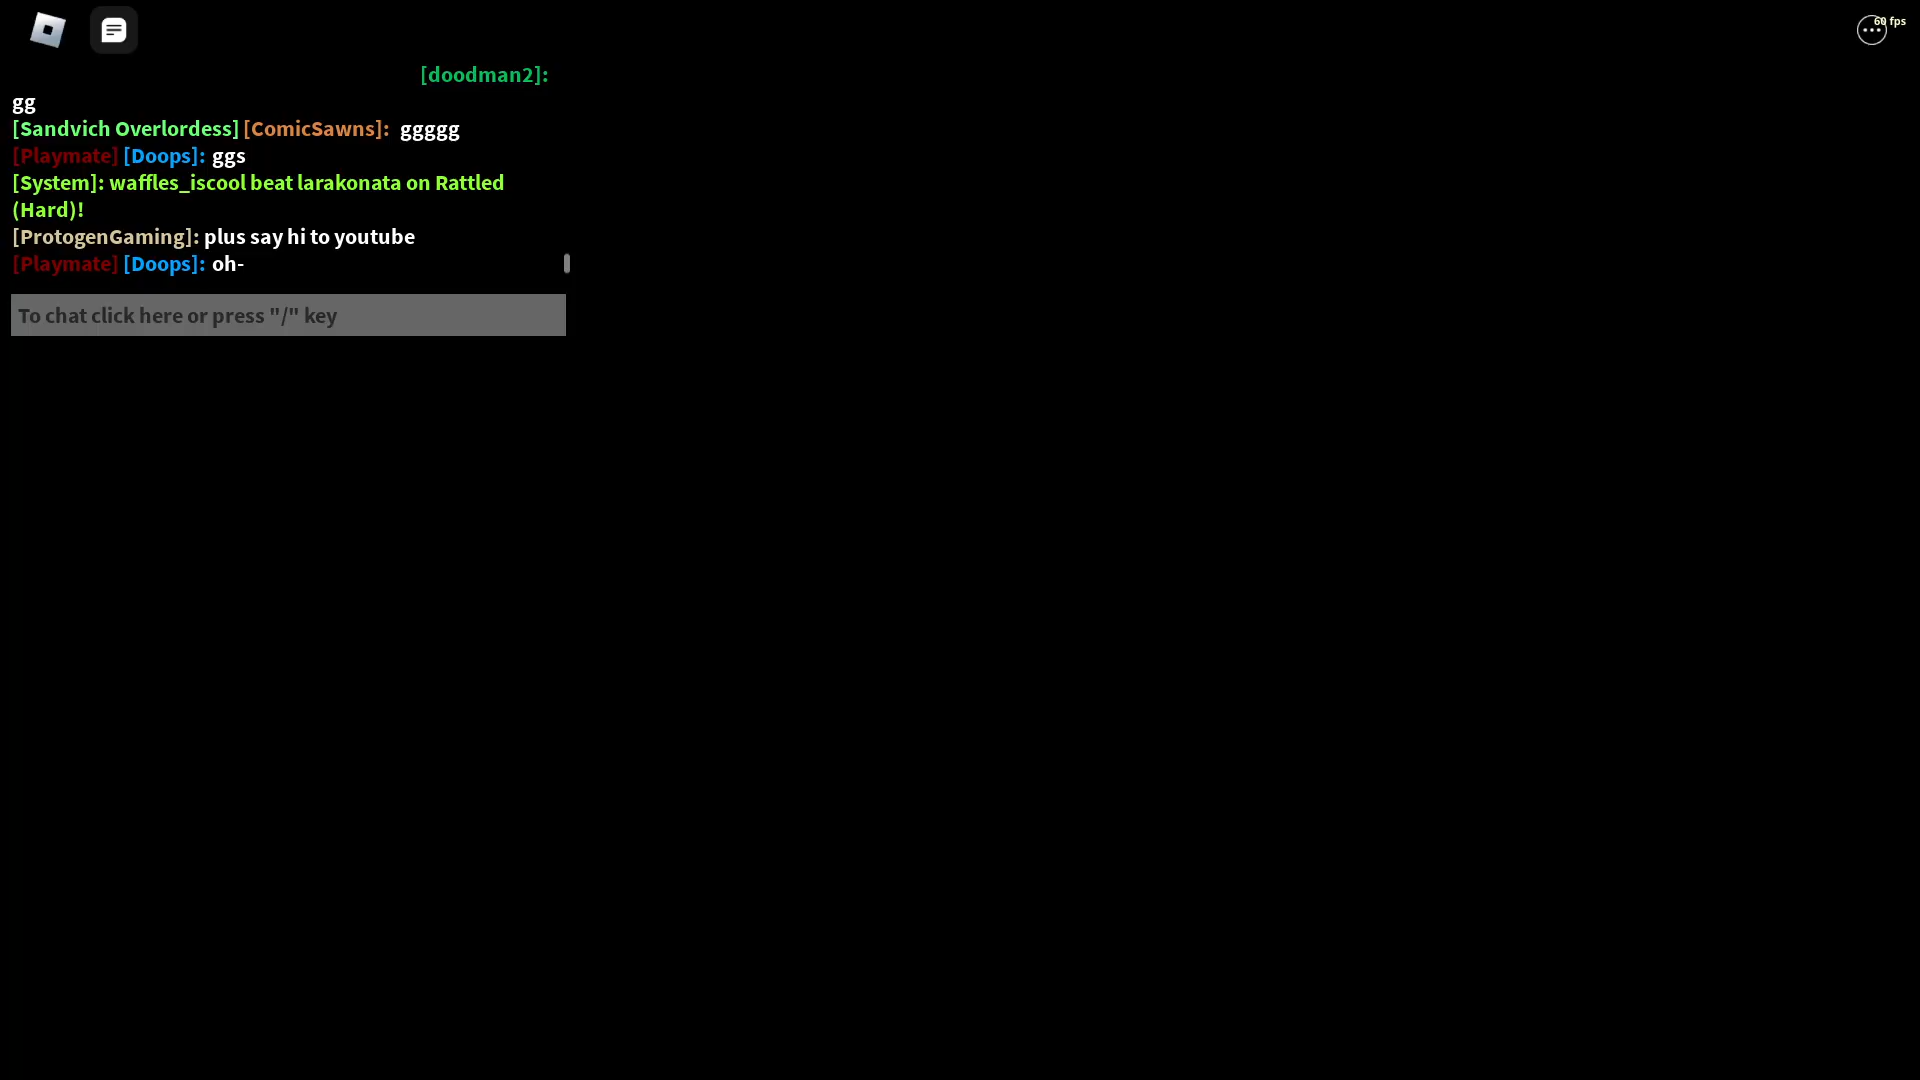 60 fps
[doodman2]:
gg
[Sandvich Overlordess] [ComicSawns]: ggggg
[Playmate] [Doops]: ggs
[System]: waffles_iscool beat larakonata on Rattled
(Hard)!
[ProtogenGaming]: plus say hi to youtube
[Playmate] [Doops]: oh-
To chat click here or press "/" key